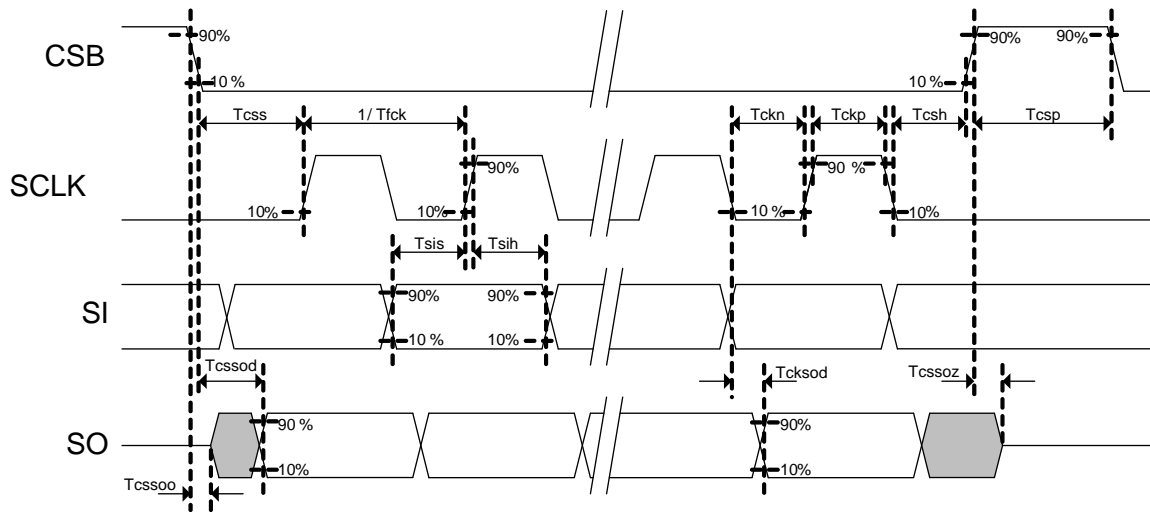 CSB
90%
90%
90%
10 %
10 %
Tcss
1/ Tfck
Tckn
Tckp
Tcsh
Tcsp
SCLK
90%
90 %
10%
10%
10 %
10%
Tsis
Tsih
SI
90%
90%
10 %
10%
Tcssod
Tcksod
Tcssoz
SO
90 %
90%
10%
10%
Tcssoo